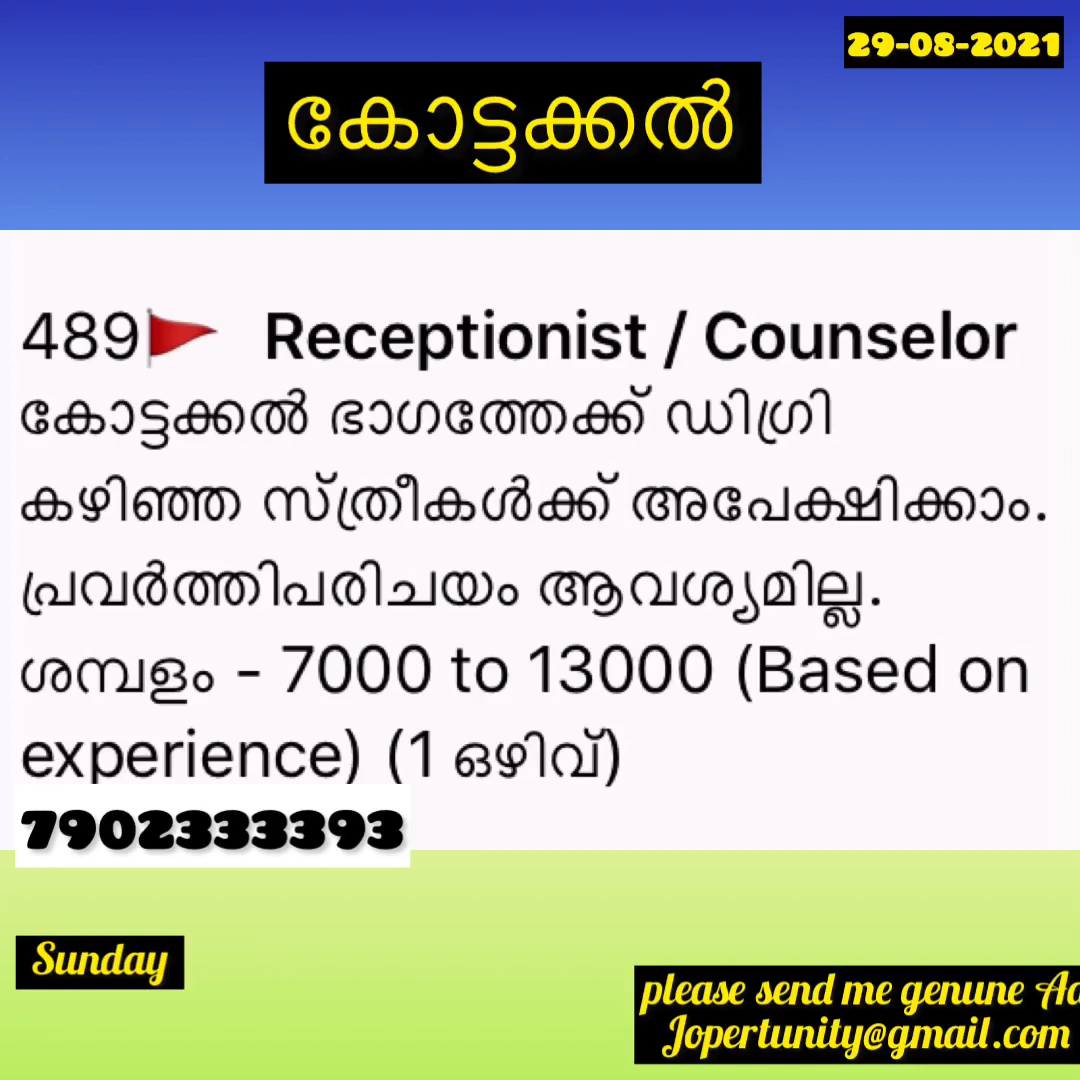 29-08-2021
കോട്ടക്കൽ
489🚩 Receptionist / Counselor
കോട്ടക്കൽ ഭാഗത്തേക്ക് ഡിഗ്രി
കഴിഞ്ഞ സ്ത്രീകൾക്ക് അപേക്ഷിക്കാം.
പ്രവർത്തിപരിചയം ആവശ്യമില്ല.
ശമ്പളം - 7000 to 13000 (Based on
experience) (1 ഒഴിവ്)
7902333393
Sunday
please send me genune
Jopertunity@gmail.com